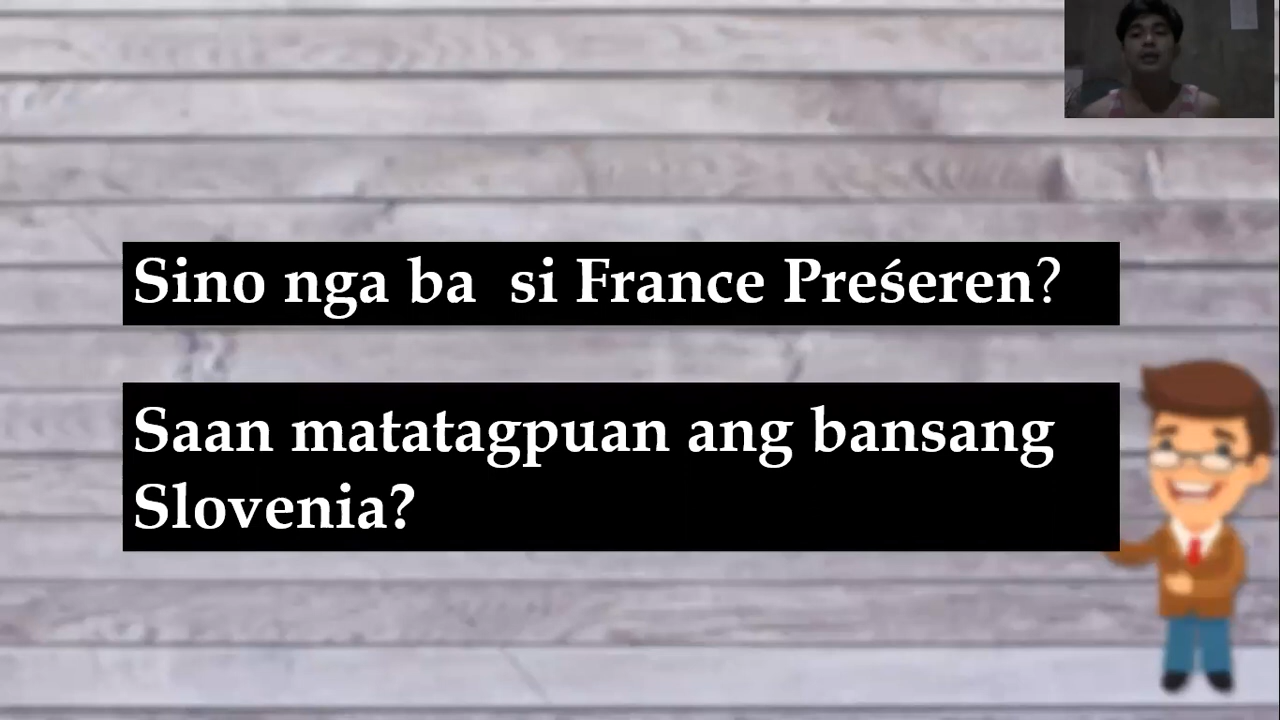 Sino nga ba  si France Preśeren?
Saan matatagpuan ang bansang
Slovenia?